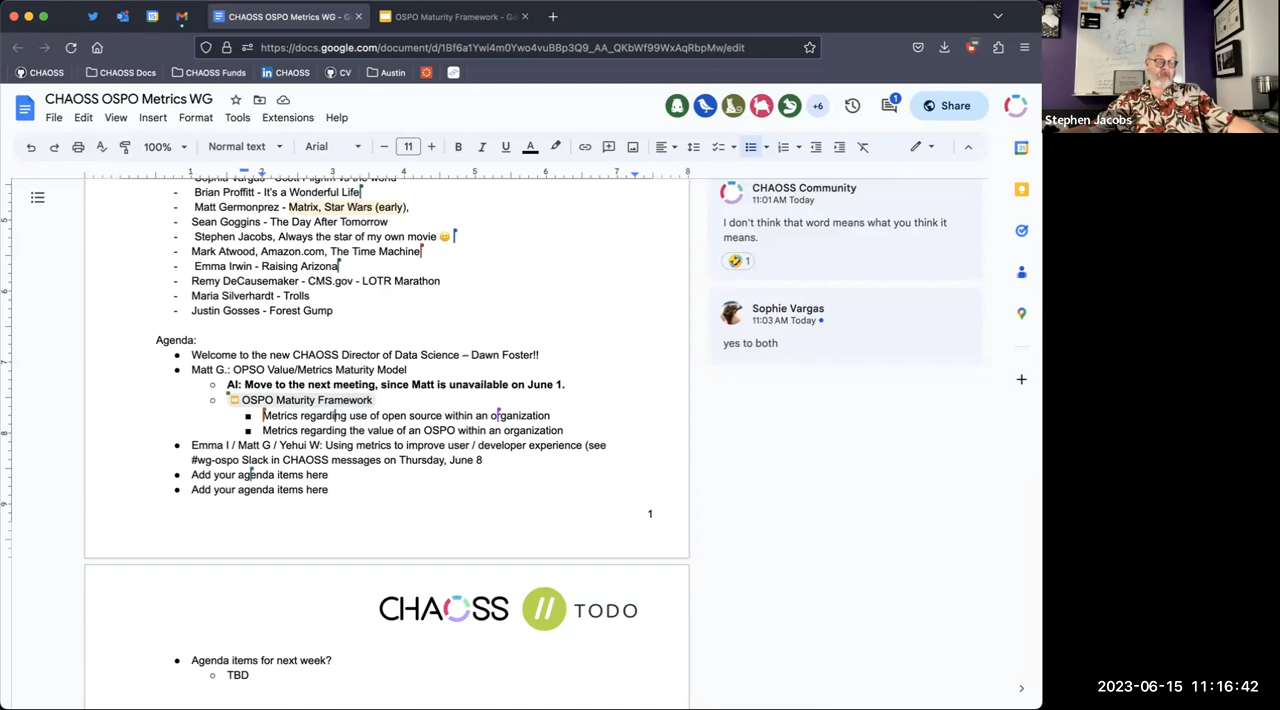 CHAOSS OSPO Metrics WG - G
OSPO Maturity Framework - Go
https://docs.google.com/document/d/1Bf6a1Ywi4m0Ywo4vuBBp3Q9_AA_QKbWf99WxAqRbpMw/edit
CHAOSS
CHAOSS Docs
CHAOSS Funds
CHAOSS
CV
Austin
CHAOSS OSPO Metrics WG
+6
1
Share
File Edit View Insert Format Tools Extensions Help
100% Normal text Arial − 11 + B I U A
1 2 3 4 5 6 7 8
- Brian Proffitt - It's a Wonderful Life
- Matt Germonprez - Matrix, Star Wars (early),
- Sean Goggins - The Day After Tomorrow
- Stephen Jacobs, Always the star of my own movie 😀
- Mark Atwood, Amazon.com, The Time Machine
- Emma Irwin - Raising Arizona
- Remy DeCausemaker - CMS.gov - LOTR Marathon
- Maria Silverhardt - Trolls
- Justin Gosses - Forest Gump
Agenda:
● Welcome to the new CHAOSS Director of Data Science – Dawn Foster!!
● Matt G.: OPSO Value/Metrics Maturity Model
○ AI: Move to the next meeting, since Matt is unavailable on June 1.
○ OSPO Maturity Framework
■ Metrics regarding use of open source within an organization
■ Metrics regarding the value of an OSPO within an organization
● Emma I / Matt G / Yehui W: Using metrics to improve user / developer experience (see
#wg-ospo Slack in CHAOSS messages on Thursday, June 8
● Add your agenda items here
● Add your agenda items here
1
CHAOSS // TODO
● Agenda items for next week?
○ TBD
CHAOSS Community
11:01 AM Today
I don't think that word means what you think it
means.
🤣 1
Sophie Vargas
11:03 AM Today
yes to both
Stephen Jacobs
2023-06-15 11:16:42